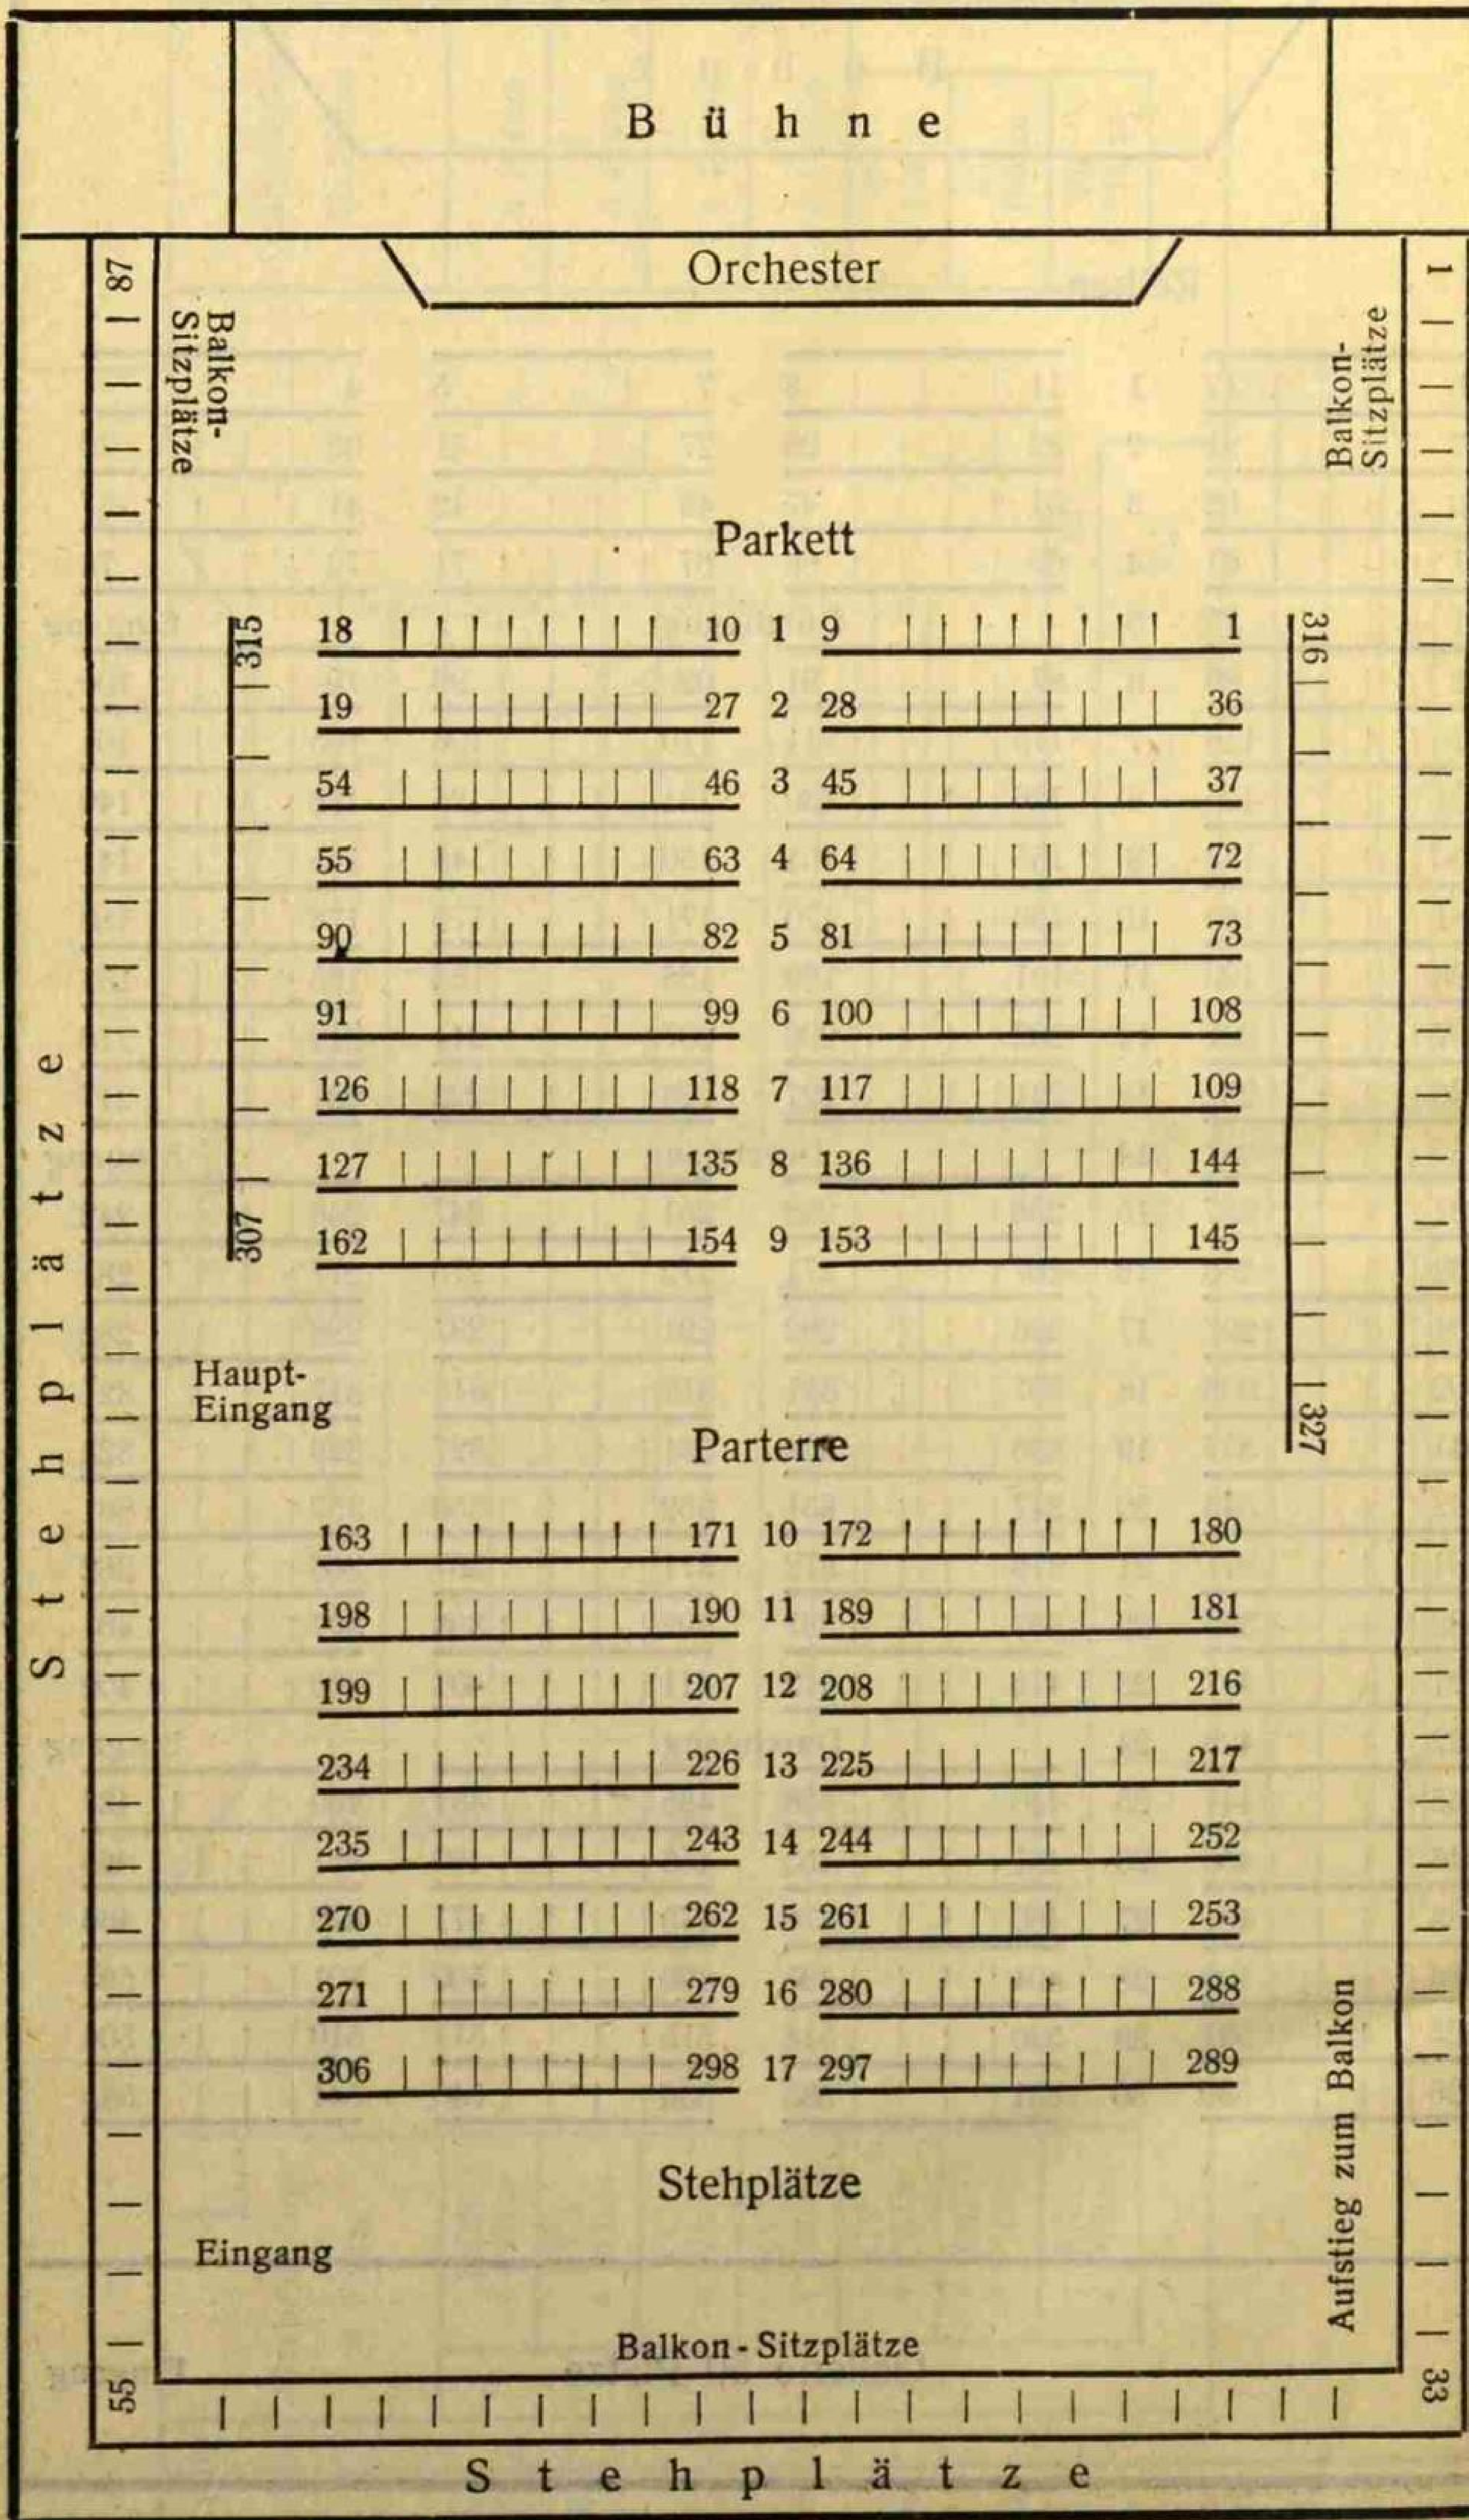 Bühne
Orchester
87
1
Balkon-
Sitzplätze
Balkon-
Sitzplätze
Parkett
315
316
18 10 1 9 1
19 27 2 28 36
54 46 3 45 37
55 63 4 64 72
90 82 5 81 73
91 99 6 100 108
126 118 7 117 109
127 135 8 136 144
162 154 9 153 145
307
327
Stehplätze
Haupt-
Eingang
Parterre
163 171 10 172 180
198 190 11 189 181
199 207 12 208 216
234 226 13 225 217
235 243 14 244 252
270 262 15 261 253
271 279 16 280 288
306 298 17 297 289
Stehplätze
Eingang
Aufstieg zum Balkon
Balkon-Sitzplätze
55
33
Stehplätze